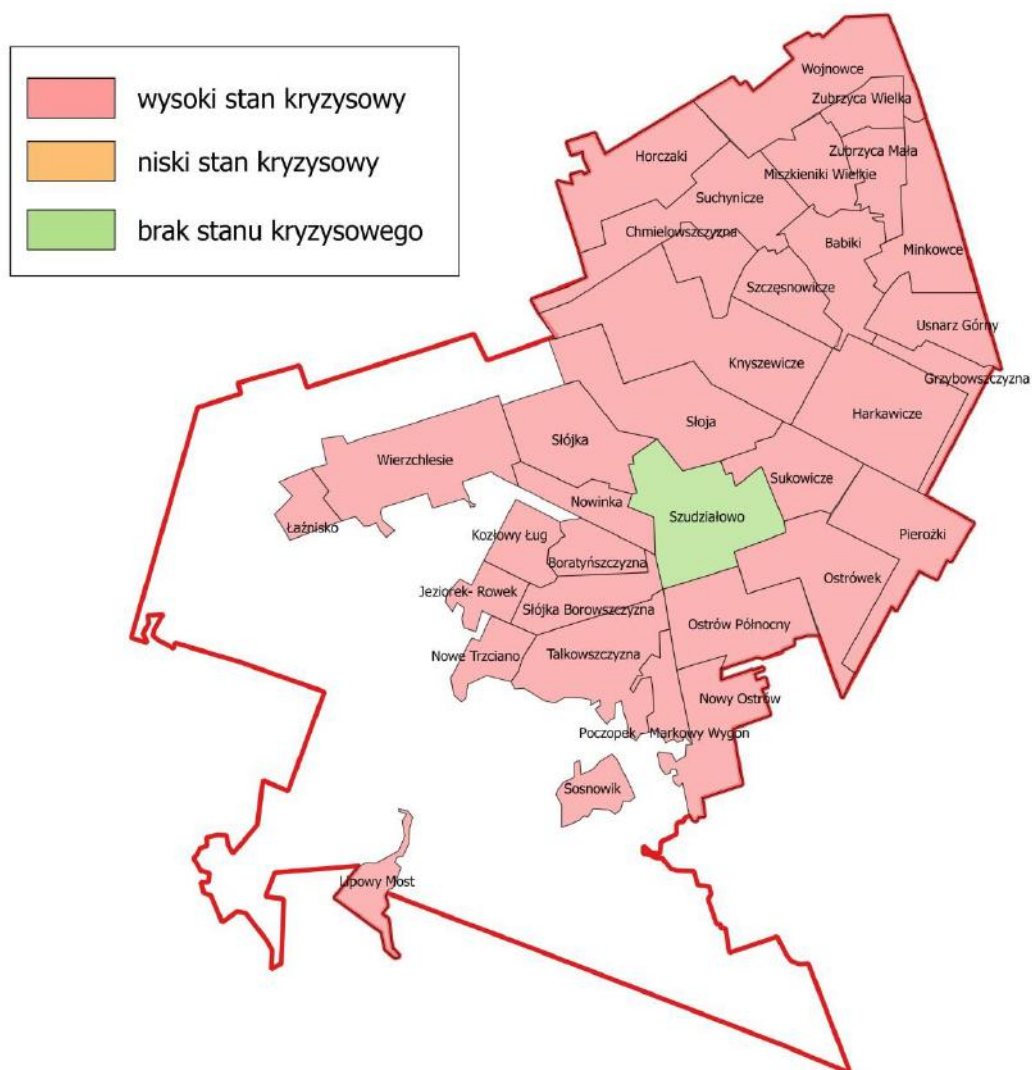 wysoki stan kryzysowy
niski stan kryzysowy
brak stanu kryzysowego
Wojnowce
Zubrzyca Wielka
Horczaki
Zubrzyca Mała
Miszkieniki Wielkie
Suchynicze
Chmielowszczyzna
Babiki
Minkowce
Szczęsnowicze
Usnarz Górny
Knyszewicze
Grzybowszczyzna
Harkawicze
Słoja
Słójka
Wierzchlesie
Sukowicze
Nowinka
Szudziałowo
Łaźnisko
Kozłowy Ług
Pierożki
Boratyńszczyzna
Ostrówek
Jeziorek- Rowek
Słójka Borowszczyzna
Ostrów Północny
Nowe Trzciano
Talkowszczyzna
Nowy Ostrów
Poczopek - Markowy Wygon
Sosnowik
Lipowy Most